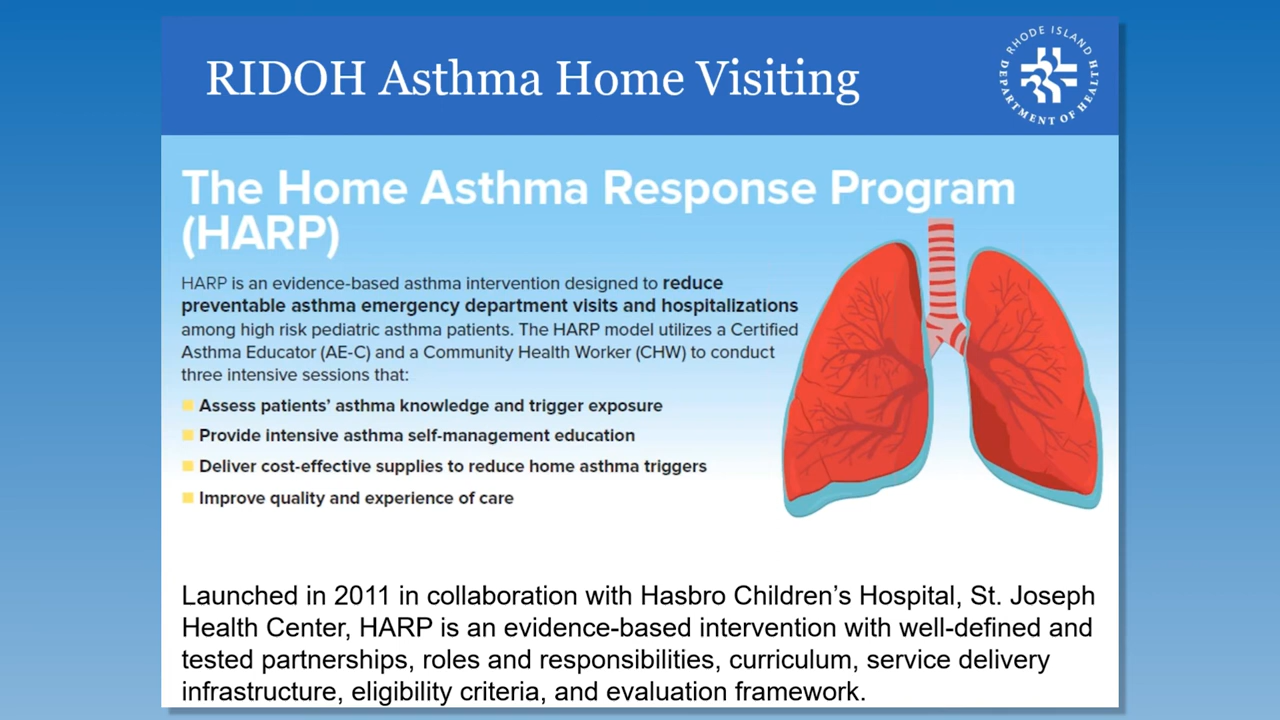 RIDOH Asthma Home Visiting
RHODE ISLAND
DEPARTMENT OF HEALTH
The Home Asthma Response Program
(HARP)
HARP is an evidence-based asthma intervention designed to reduce
preventable asthma emergency department visits and hospitalizations
among high risk pediatric asthma patients. The HARP model utilizes a Certified
Asthma Educator (AE-C) and a Community Health Worker (CHW) to conduct
three intensive sessions that:
Assess patients’ asthma knowledge and trigger exposure
Provide intensive asthma self-management education
Deliver cost-effective supplies to reduce home asthma triggers
Improve quality and experience of care
Launched in 2011 in collaboration with Hasbro Children’s Hospital, St. Joseph
Health Center, HARP is an evidence-based intervention with well-defined and
tested partnerships, roles and responsibilities, curriculum, service delivery
infrastructure, eligibility criteria, and evaluation framework.